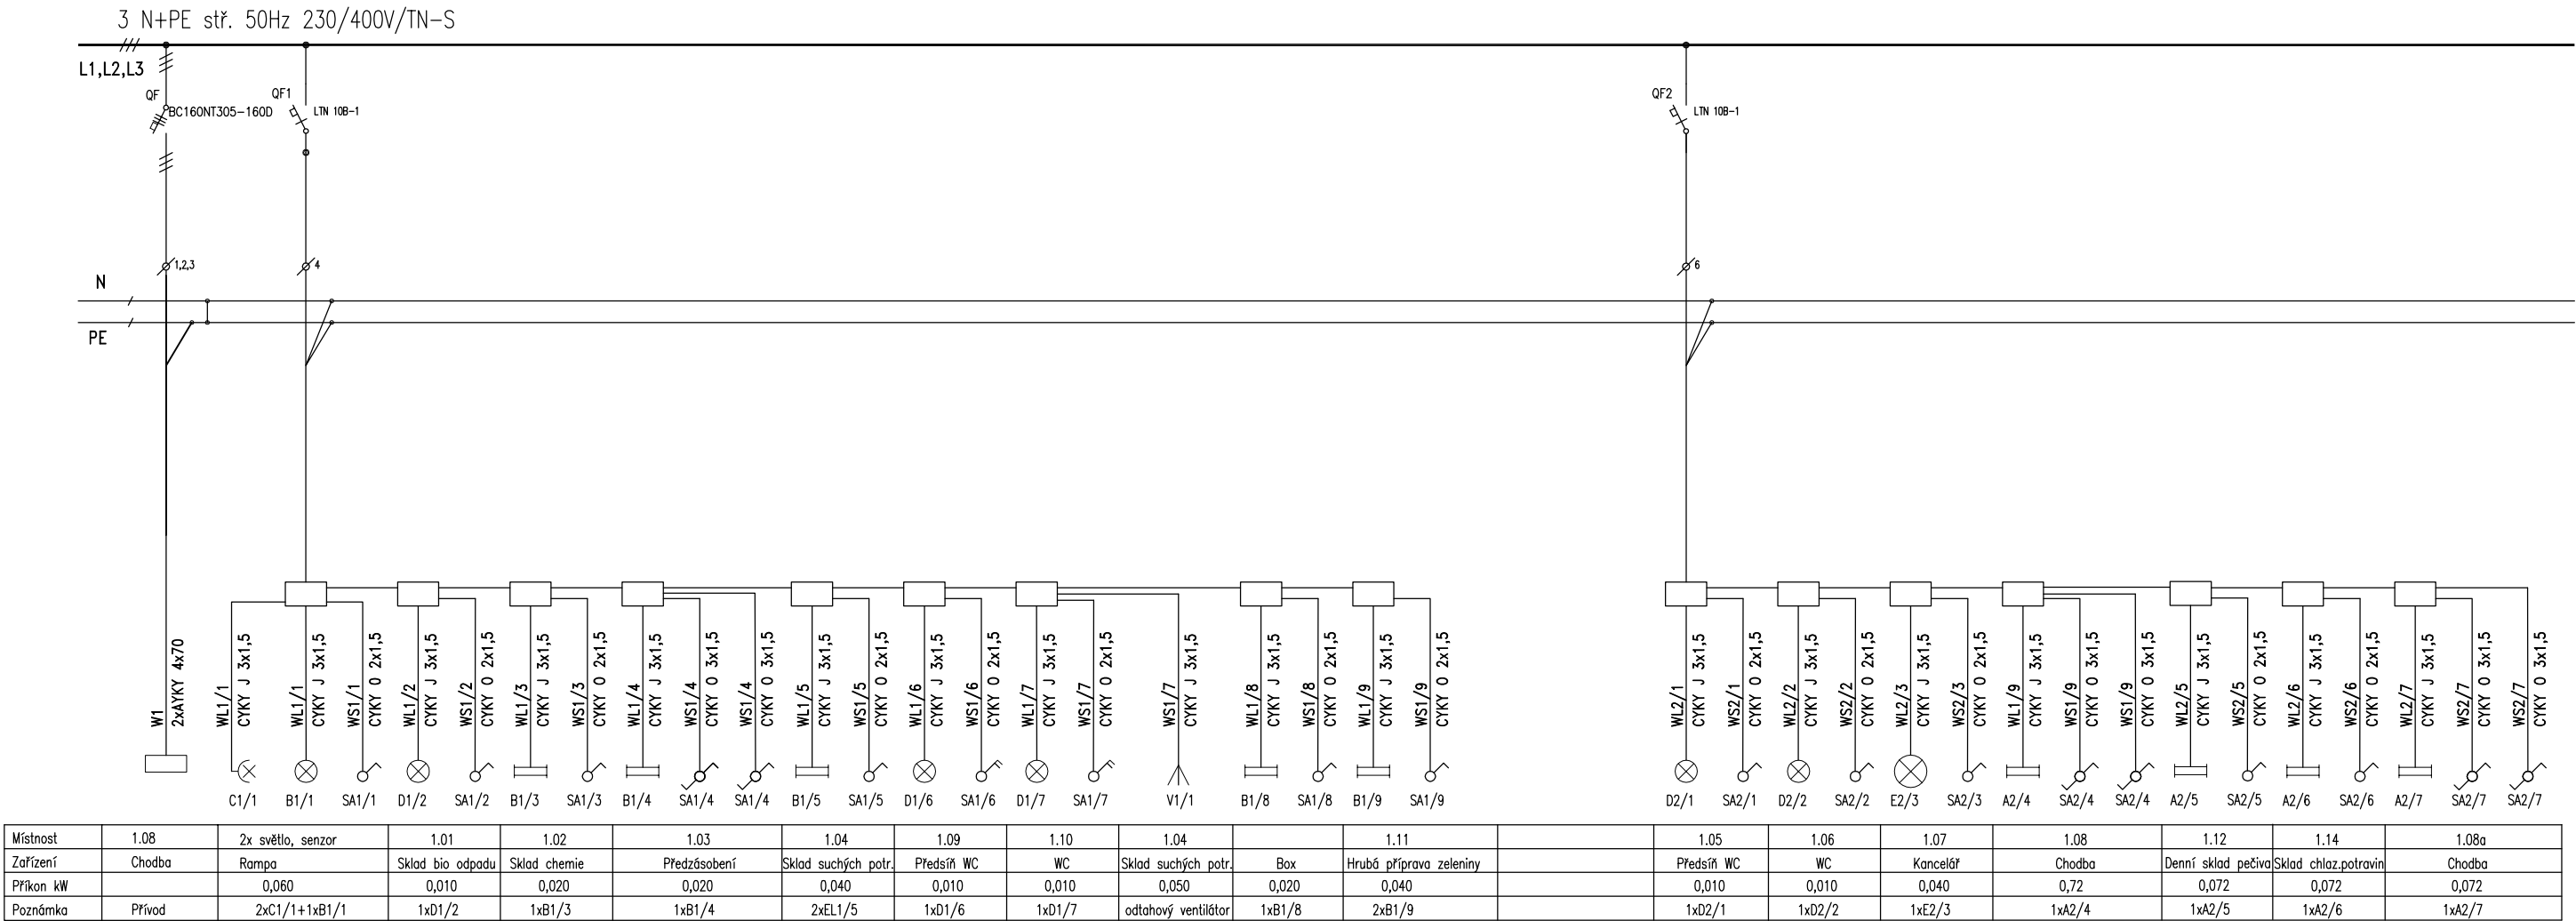 3 N+PE stř. 50Hz 230/400V/TN-S
L1,L2,L3
QF
BC160NT305-160D
QF1
LTN 10B-1
QF2
LTN 10B-1
1,2,3
4
6
N
PE
W1
2xAYKY 4x70
WL1/1
CYKY J 3x1,5
WL1/1
CYKY J 3x1,5
WS1/1
CYKY O 2x1,5
WL1/2
CYKY J 3x1,5
WS1/2
CYKY O 2x1,5
WL1/3
CYKY J 3x1,5
WS1/3
CYKY O 2x1,5
WL1/4
CYKY J 3x1,5
WS1/4
CYKY O 3x1,5
WS1/4
CYKY O 3x1,5
WL1/5
CYKY J 3x1,5
WS1/5
CYKY O 2x1,5
WL1/6
CYKY J 3x1,5
WS1/6
CYKY O 2x1,5
WL1/7
CYKY J 3x1,5
WS1/7
CYKY O 2x1,5
WS1/7
CYKY J 3x1,5
WL1/8
CYKY J 3x1,5
WS1/8
CYKY O 2x1,5
WL1/9
CYKY J 3x1,5
WS1/9
CYKY O 2x1,5
WL2/1
CYKY J 3x1,5
WS2/1
CYKY O 2x1,5
WL2/2
CYKY J 3x1,5
WS2/2
CYKY O 2x1,5
WL2/3
CYKY J 3x1,5
WS2/3
CYKY O 2x1,5
WL1/9
CYKY J 3x1,5
WS1/9
CYKY O 3x1,5
WS1/9
CYKY O 3x1,5
WL2/5
CYKY J 3x1,5
WS2/5
CYKY O 2x1,5
WL2/6
CYKY J 3x1,5
WS2/6
CYKY O 2x1,5
WL2/7
CYKY J 3x1,5
WS2/7
CYKY O 3x1,5
WS2/7
CYKY O 3x1,5
C1/1 B1/1 SA1/1 D1/2 SA1/2 B1/3 SA1/3 B1/4 SA1/4 SA1/4 B1/5 SA1/5 D1/6 SA1/6 D1/7 SA1/7 V1/1 B1/8 SA1/8 B1/9 SA1/9 D2/1 SA2/1 D2/2 SA2/2 E2/3 SA2/3 A2/4 SA2/4 SA2/4 A2/5 SA2/5 A2/6 SA2/6 A2/7 SA2/7 SA2/7
Místnost 1.08 2x světlo, senzor 1.01 1.02 1.03 1.04 1.09 1.10 1.04 1.11 1.05 1.06 1.07 1.08 1.12 1.14 1.08a
Zařízení Chodba Rampa Sklad bio odpadu Sklad chemie Předzásobení Sklad suchých potr. Předsíň WC WC Sklad suchých potr. Box Hrubá příprava zeleniny Předsíň WC WC Kancelář Chodba Denní sklad pečiva Sklad chlaz.potravin Chodba
Příkon kW 0,060 0,010 0,020 0,020 0,040 0,010 0,010 0,050 0,020 0,040 0,010 0,010 0,040 0,72 0,072 0,072 0,072
Poznámka Přívod 2xC1/1+1xB1/1 1xD1/2 1xB1/3 1xB1/4 2xEL1/5 1xD1/6 1xD1/7 odtahový ventilátor 1xB1/8 2xB1/9 1xD2/1 1xD2/2 1xE2/3 1xA2/4 1xA2/5 1xA2/6 1xA2/7